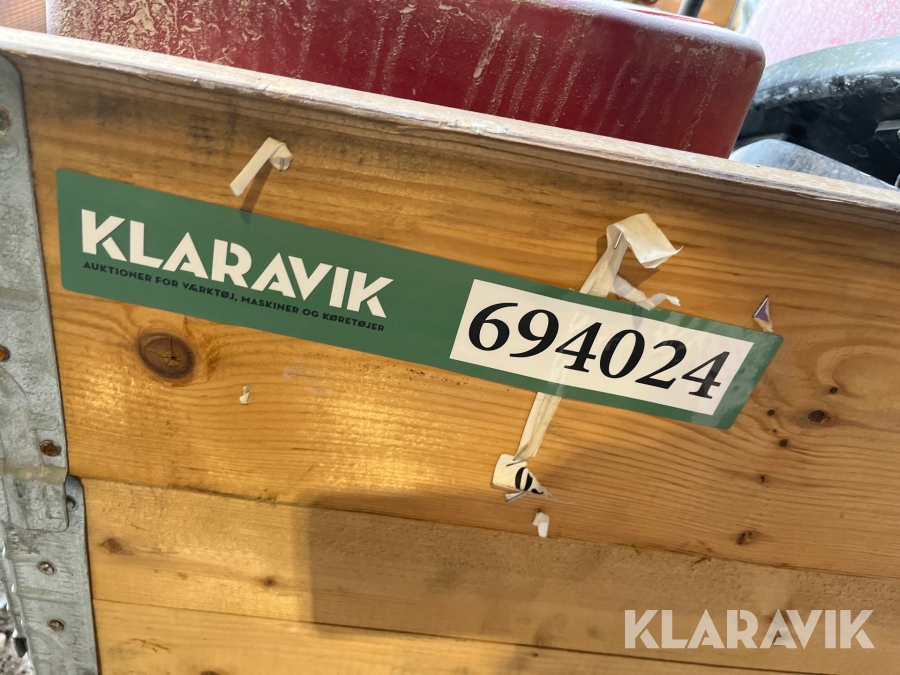 KLARAVIK
AUKTIONER FOR VÆRKTØJ, MASKINER OG KØRETØJER
694024
KLARAVIK